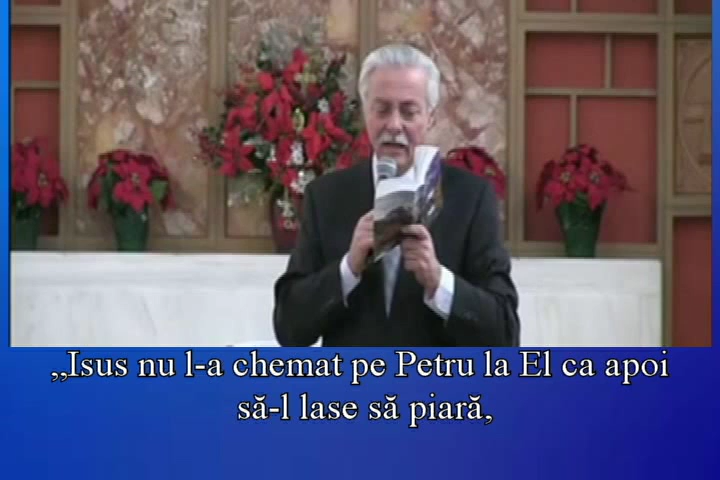 ,,Isus nu l-a chemat pe Petru la El ca apoi
să-l lase să piară,